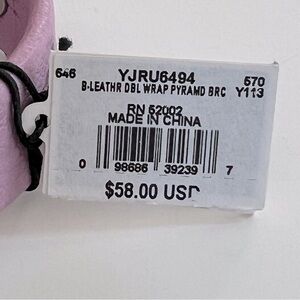 646 YJRU6494 570
B-LEATHR DBL WRAP PYRAMD BRC Y113
RN 52002
MADE IN CHINA
0 98686 39239 7
$58.00 USD